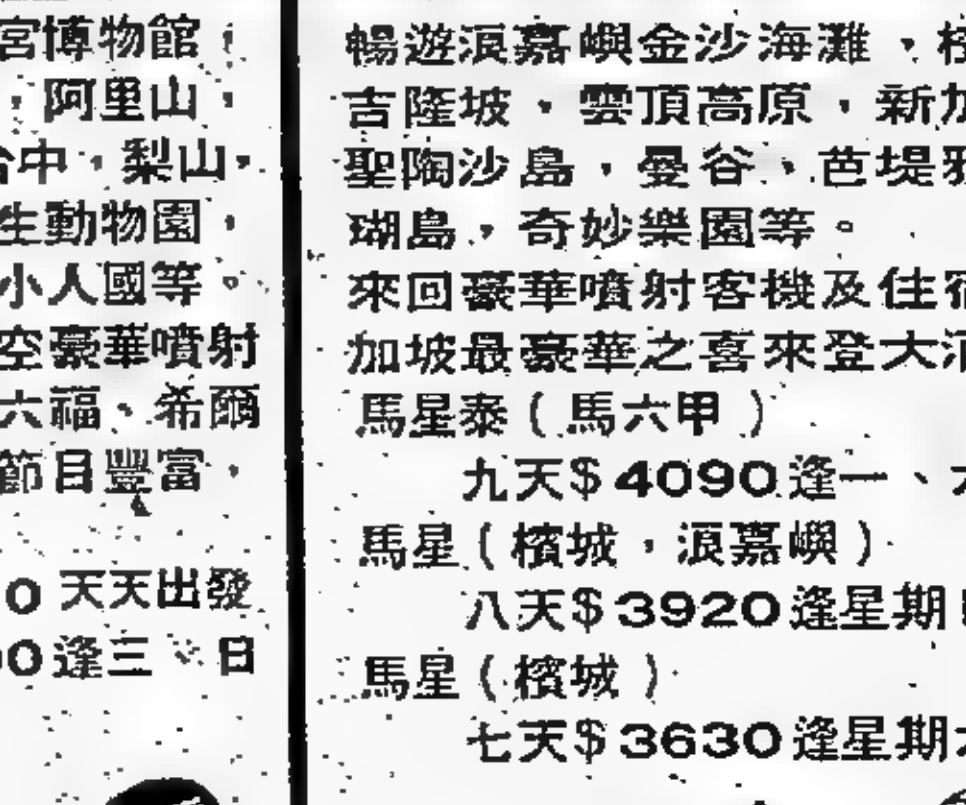 宮博物館，
，阿里山，
台中，梨山，
生動物園，
小人國等。
空豪華噴射
六福、希爾
節目豐富，
0天天出發
00逢三、日
暢遊浪嘉嶼金沙海灘，檳
吉隆坡，雲頂高原，新加
聖陶沙島，曼谷、芭堤雅
瑚島，奇妙樂園等。
來回豪華噴射客機及住宿
加坡最豪華之喜來登大酒
馬星泰（馬六甲）
九天$4090逢一、六
馬星（檳城，浪嘉嶼）
八天$3920逢星期日
馬星（檳城）
七天$3630逢星期六